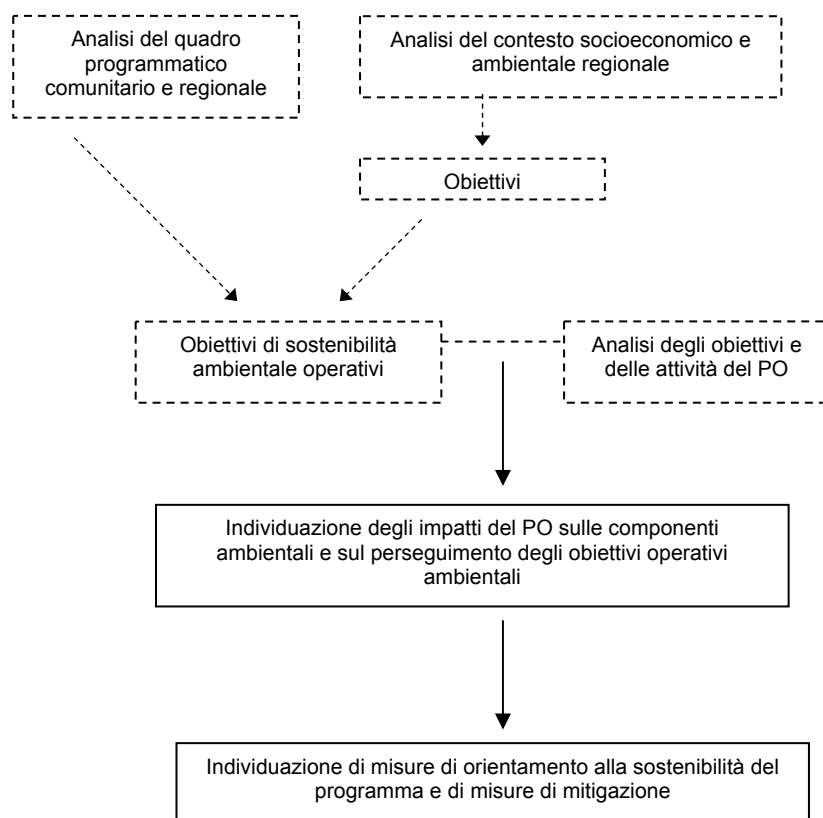 Analisi del quadro
programmatico
comunitario e regionale
Analisi del contesto socioeconomico e
ambientale regionale
Obiettivi
Obiettivi di sostenibilità
ambientale operativi
Analisi degli obiettivi e
delle attività del PO
Individuazione degli impatti del PO sulle componenti
ambientali e sul perseguimento degli obiettivi operativi
ambientali
Individuazione di misure di orientamento alla sostenibilità del
programma e di misure di mitigazione